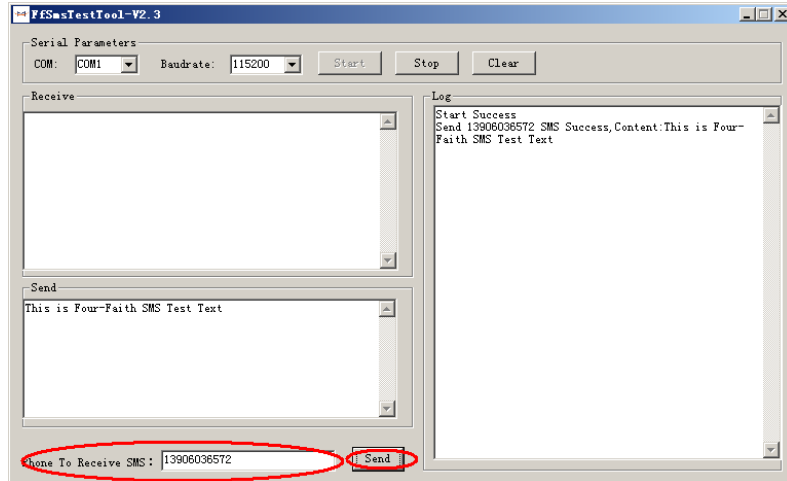 FfSmsTestTool-V2.3
Serial Parameters
COM: COM1 Baudrate: 115200 Start Stop Clear
Receive
Log
Start Success
Send 13906036572 SMS Success,Content:This is Four-
Faith SMS Test Text
Send
This is Four-Faith SMS Test Text
Phone To Receive SMS: 13906036572 Send